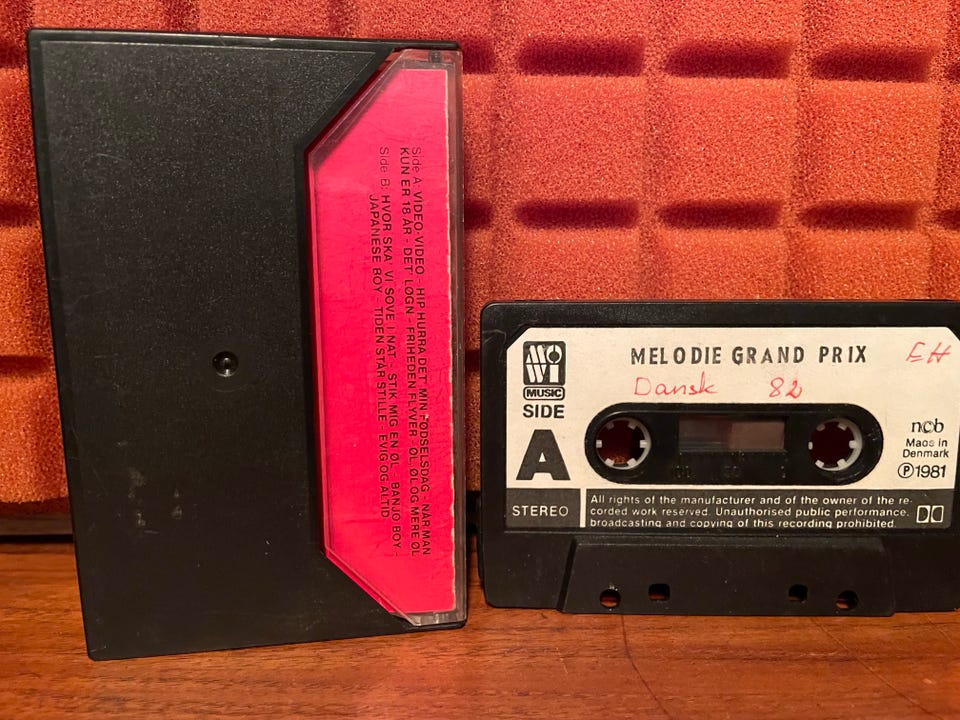 Side A: VIDEO-VIDEO - HIP HURRA DET' MIN FØDSELSDAG - NÅR MAN
KUN ER 18 ÅR - DET' LØGN - FRIHEDEN FLYVER - ØL, ØL OG MERE ØL
Side B: HVOR SKA' VI SOVE I NAT - STIK MIG EN ØL - BANJO BOY -
JAPANESE BOY - TIDEN STÅR STILLE - EVIG OG ALTID
MOWI
MUSIC
MELODIE GRAND PRIX
EH
Dansk 82
SIDE
A
STEREO
ncb
Made in
Denmark
Ⓟ1981
All rights of the manufacturer and of the owner of the re-
corded work reserved. Unauthorised public performance.
broadcasting and copying of this recording prohibited.